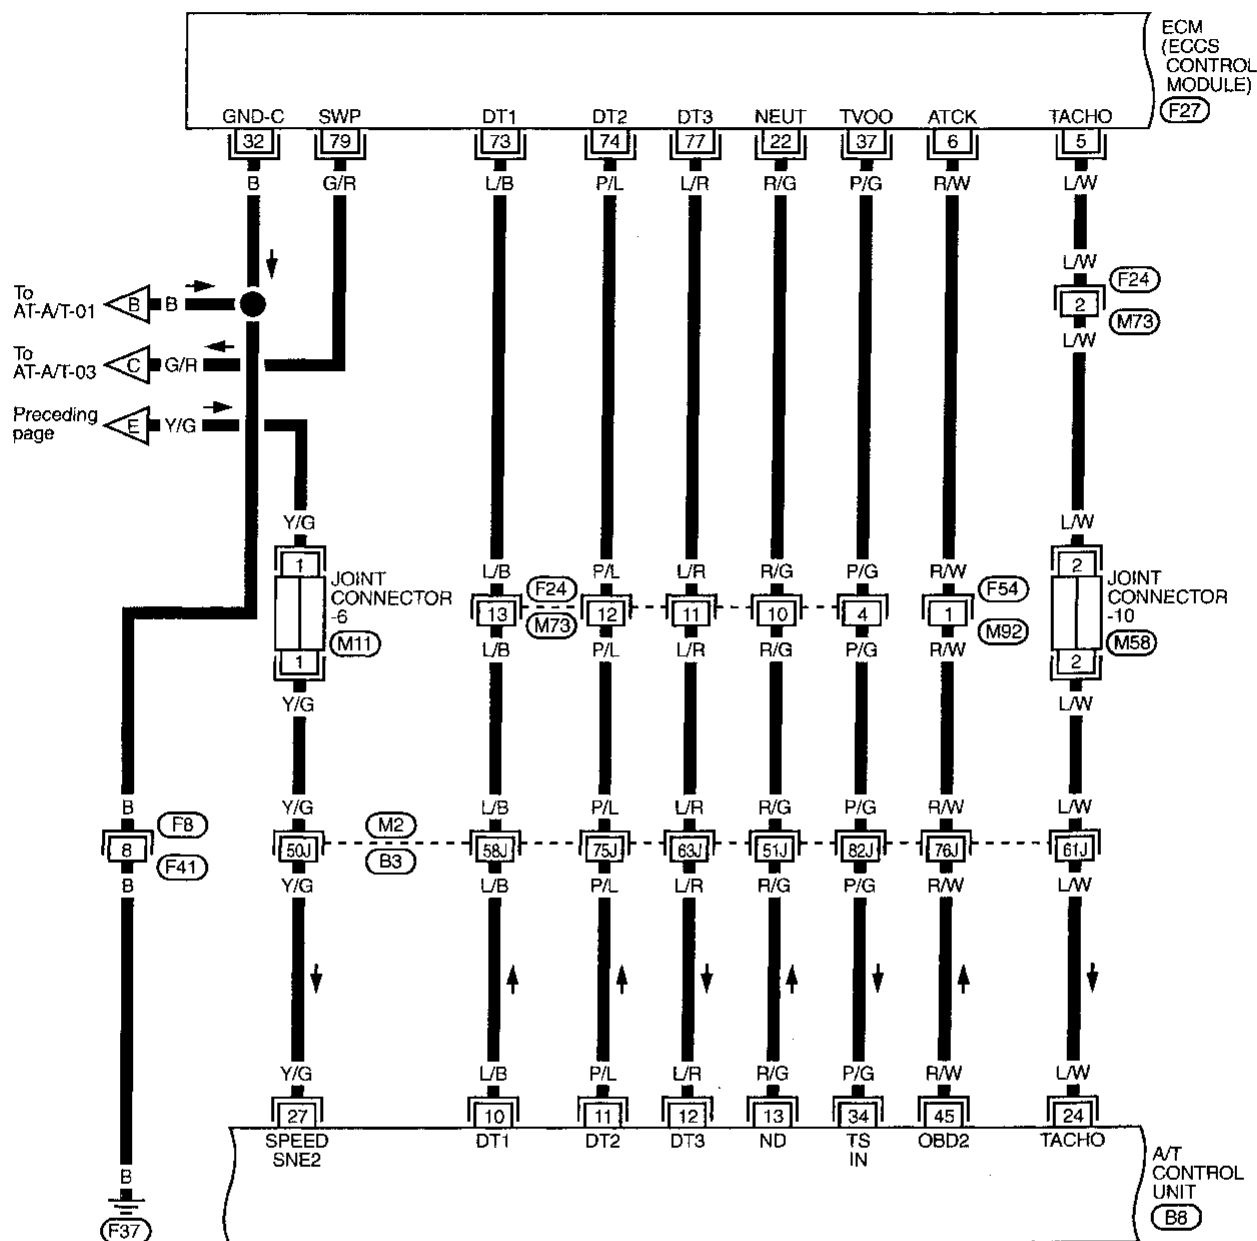 ECM
(ECCS
CONTROL
MODULE)
F27
GND-C SWP DT1 DT2 DT3 NEUT TVOO ATCK TACHO
32 79 73 74 77 22 37 6 5
B G/R L/B P/L L/R R/G P/G R/W L/W
L/W
F24
2
M73
L/W
To
AT-A/T-01
B B
To
AT-A/T-03
C G/R
Preceding
page
E Y/G
Y/G L/W
1 2
JOINT
CONNECTOR
-6
M11
1
L/B P/L L/R R/G P/G R/W
F24 F54
13 12 11 10 4 1
M73 M92
L/B P/L L/R R/G P/G R/W
JOINT
CONNECTOR
-10
M58
2
Y/G L/W
B Y/G L/B P/L L/R R/G P/G R/W L/W
F8 M2
8 50J 58J 75J 63J 51J 82J 76J 61J
F41 B3
B Y/G L/B P/L L/R R/G P/G R/W L/W
Y/G L/B P/L L/R R/G P/G R/W L/W
27 10 11 12 13 34 45 24
SPEED
SNE2
DT1 DT2 DT3 ND
TS
IN
OBD2 TACHO
A/T
CONTROL
UNIT
B8
B
F37